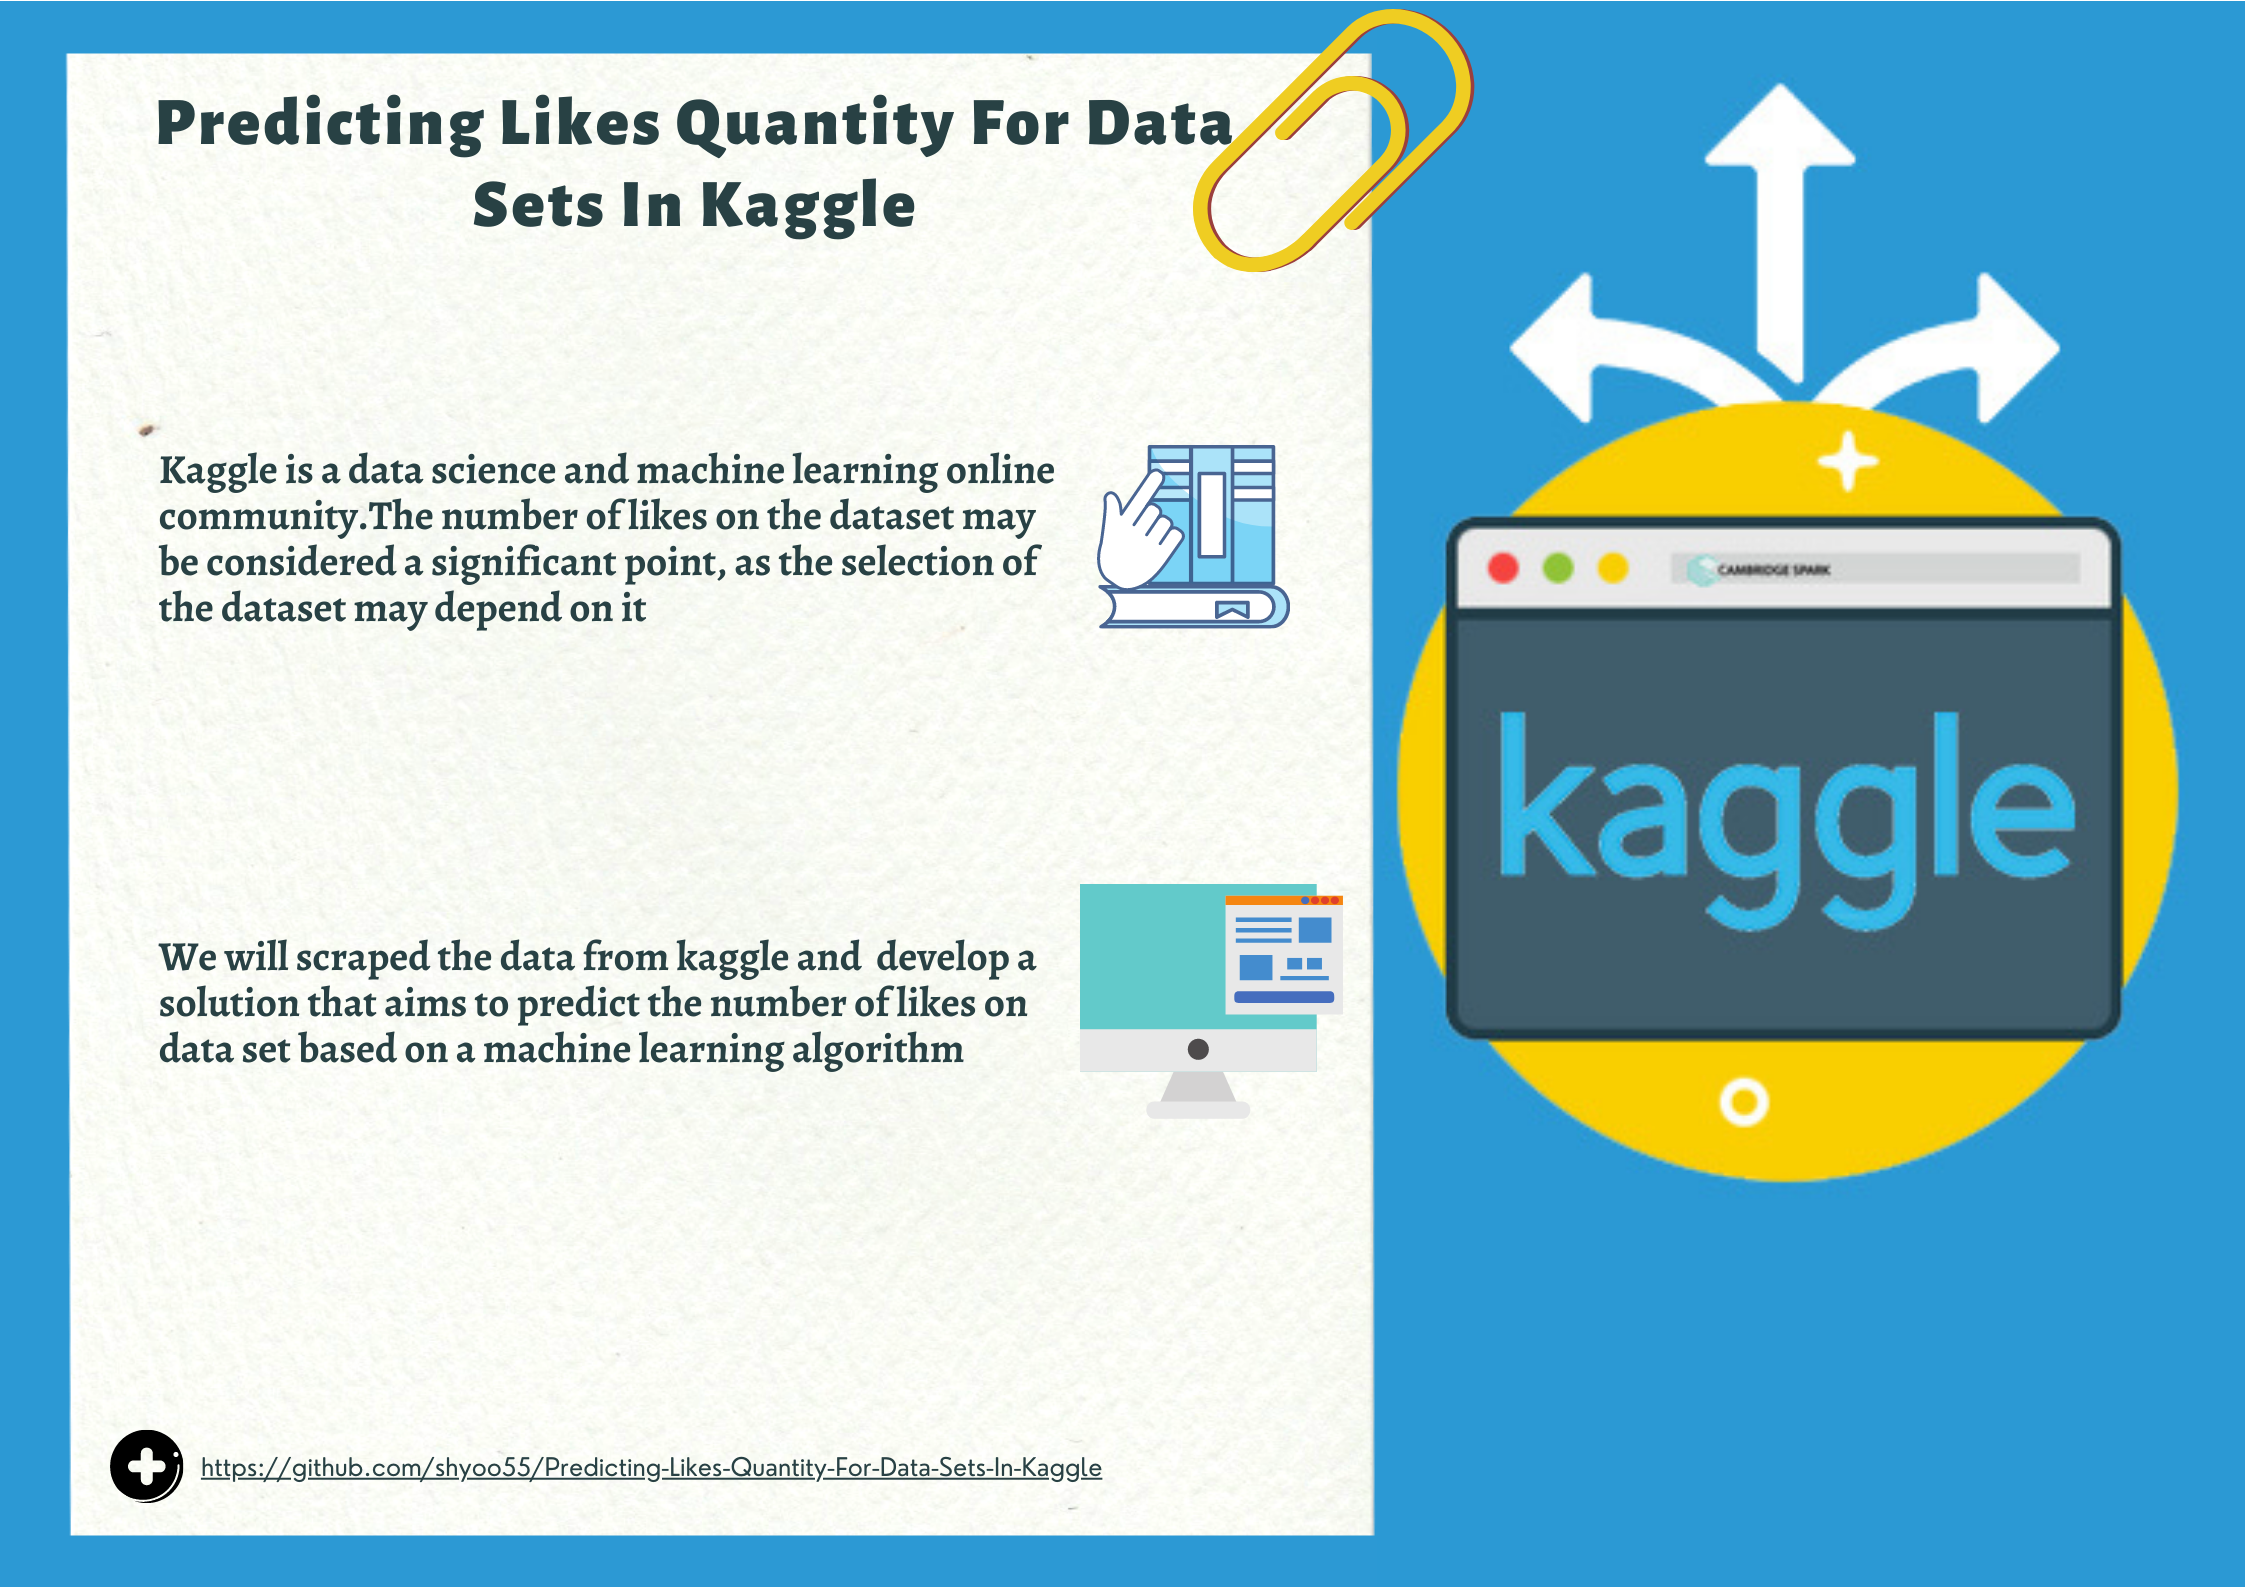 Predicting Likes Quantity For Data
Sets In Kaggle
Kaggle is a data science and machine learning online
community.The number of likes on the dataset may
be considered a significant point, as the selection of
the dataset may depend on it
We will scraped the data from kaggle and  develop a
solution that aims to predict the number of likes on
data set based on a machine learning algorithm
https://github.com/shyoo55/Predicting-Likes-Quantity-For-Data-Sets-In-Kaggle
CAMBRIDGE SPARK
kaggle